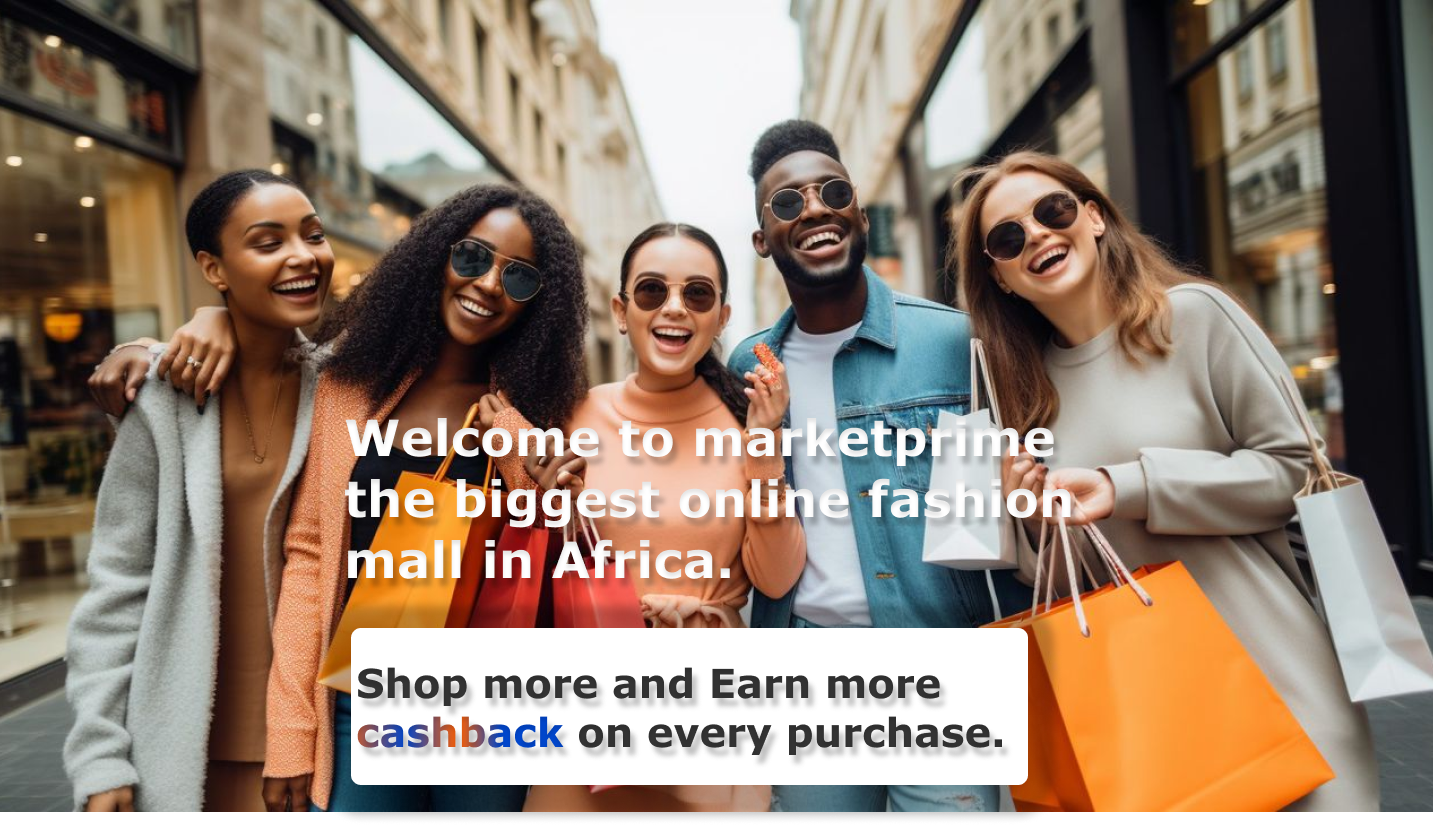 Welcome to marketprime
the biggest online fashion
mall in Africa.
Shop more and Earn more
cashback on every purchase.